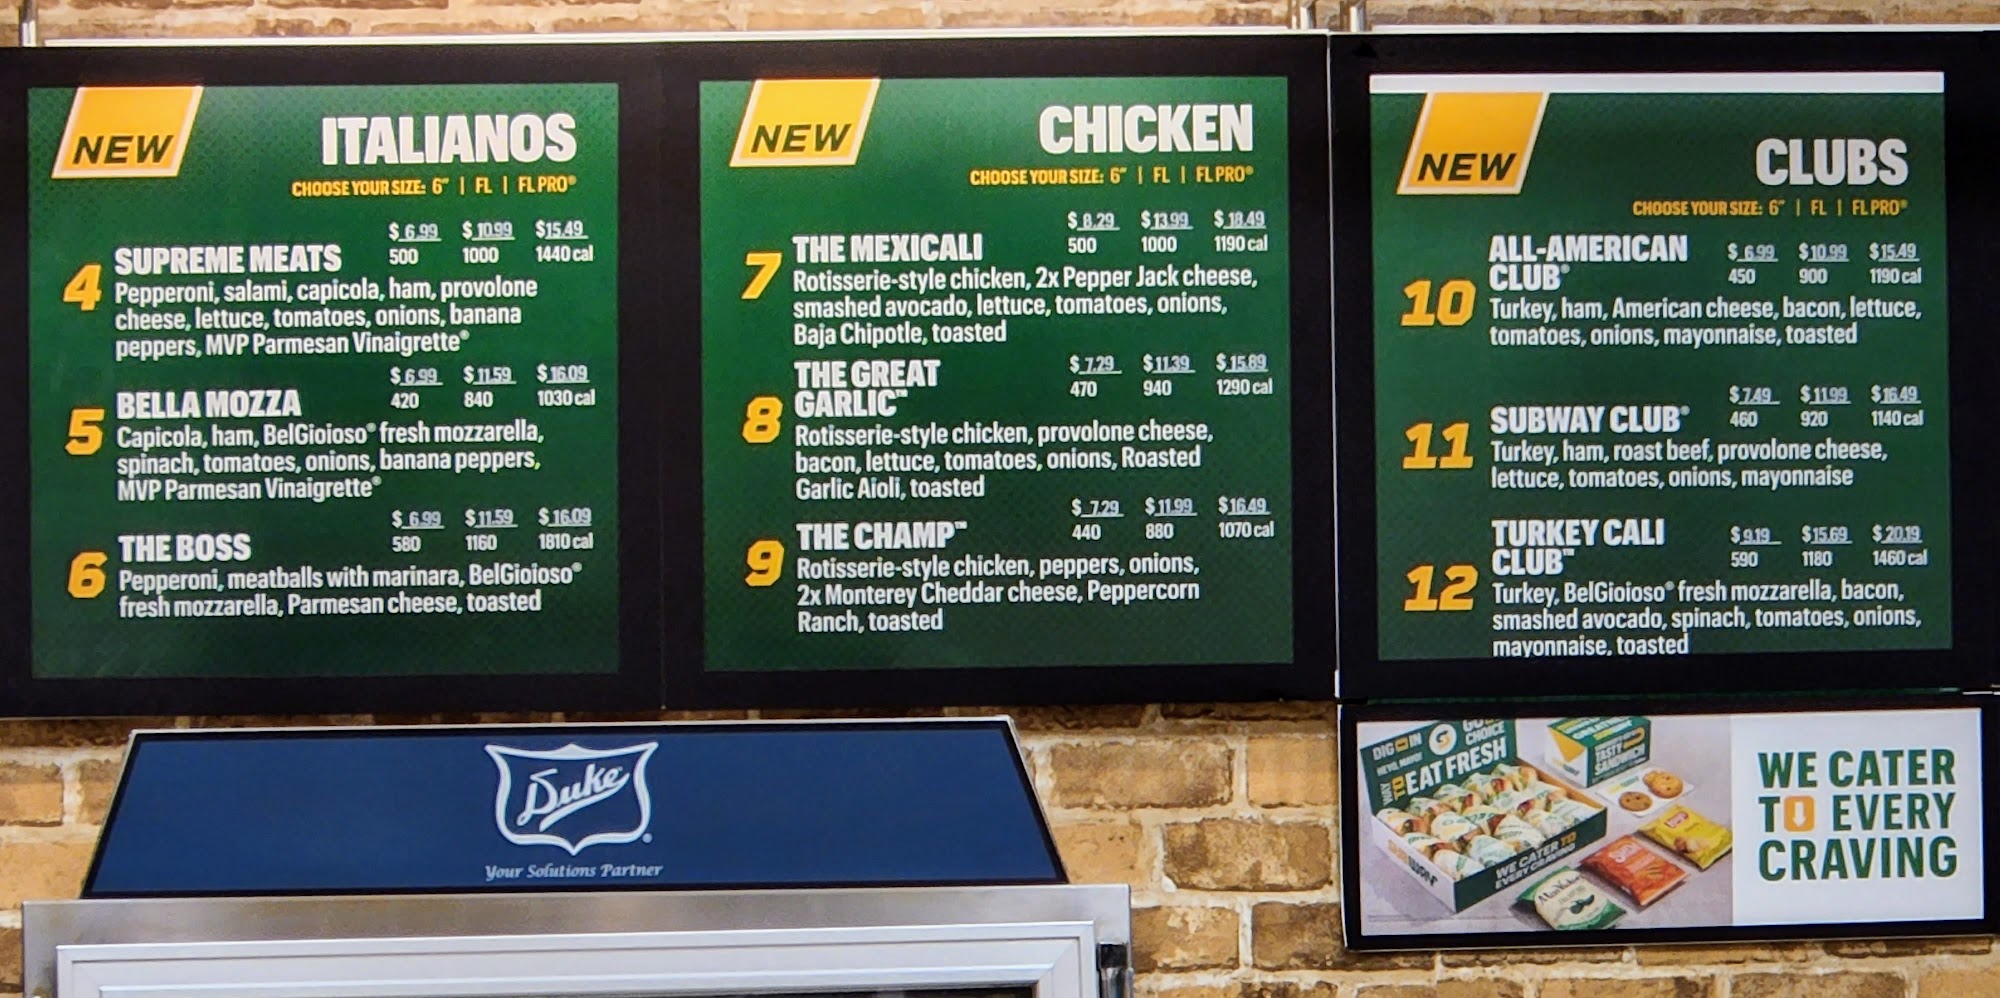 NEW
ITALIANOS
CHOOSE YOUR SIZE: 6" | FL | FL PRO®
$ 6.99 $ 10.99 $15.49
4 SUPREME MEATS 500 1000 1440 cal
Pepperoni, salami, capicola, ham, provolone
cheese, lettuce, tomatoes, onions, banana
peppers, MVP Parmesan Vinaigrette®
$ 6.99 $ 11.59 $ 16.09
5 BELLA MOZZA 420 840 1030 cal
Capicola, ham, BelGioioso® fresh mozzarella,
spinach, tomatoes, onions, banana peppers,
MVP Parmesan Vinaigrette®
$ 6.99 $ 11.59 $ 16.09
6 THE BOSS 580 1160 1810 cal
Pepperoni, meatballs with marinara, BelGioioso®
fresh mozzarella, Parmesan cheese, toasted
NEW
CHICKEN
CHOOSE YOUR SIZE: 6" | FL | FL PRO®
$ 8.29 $ 13.99 $ 18.49
7 THE MEXICALI 500 1000 1190 cal
Rotisserie-style chicken, 2x Pepper Jack cheese,
smashed avocado, lettuce, tomatoes, onions,
Baja Chipotle, toasted
$ 7.29 $ 11.39 $ 15.89
THE GREAT 470 940 1290 cal
8 GARLIC™
Rotisserie-style chicken, provolone cheese,
bacon, lettuce, tomatoes, onions, Roasted
Garlic Aioli, toasted
$ 7.29 $ 11.99 $ 16.49
9 THE CHAMP™ 440 880 1070 cal
Rotisserie-style chicken, peppers, onions,
2x Monterey Cheddar cheese, Peppercorn
Ranch, toasted
NEW
CLUBS
CHOOSE YOUR SIZE: 6" | FL | FL PRO®
ALL-AMERICAN $ 6.99 $ 10.99 $ 15.49
10 CLUB® 450 900 1190 cal
Turkey, ham, American cheese, bacon, lettuce,
tomatoes, onions, mayonnaise, toasted
$ 7.49 $ 11.99 $ 16.49
11 SUBWAY CLUB® 460 920 1140 cal
Turkey, ham, roast beef, provolone cheese,
lettuce, tomatoes, onions, mayonnaise
TURKEY CALI $ 9.19 $ 15.69 $ 20.19
12 CLUB™ 590 1180 1460 cal
Turkey, BelGioioso® fresh mozzarella, bacon,
smashed avocado, spinach, tomatoes, onions,
mayonnaise, toasted
Duke®
Your Solutions Partner
DIG IN
CHOICE
WAY TO EAT FRESH
TASTY
SANDWICH
SUBWAY
WE CATER TO
EVERY CRAVING
Lay's
WE CATER
TO EVERY
CRAVING